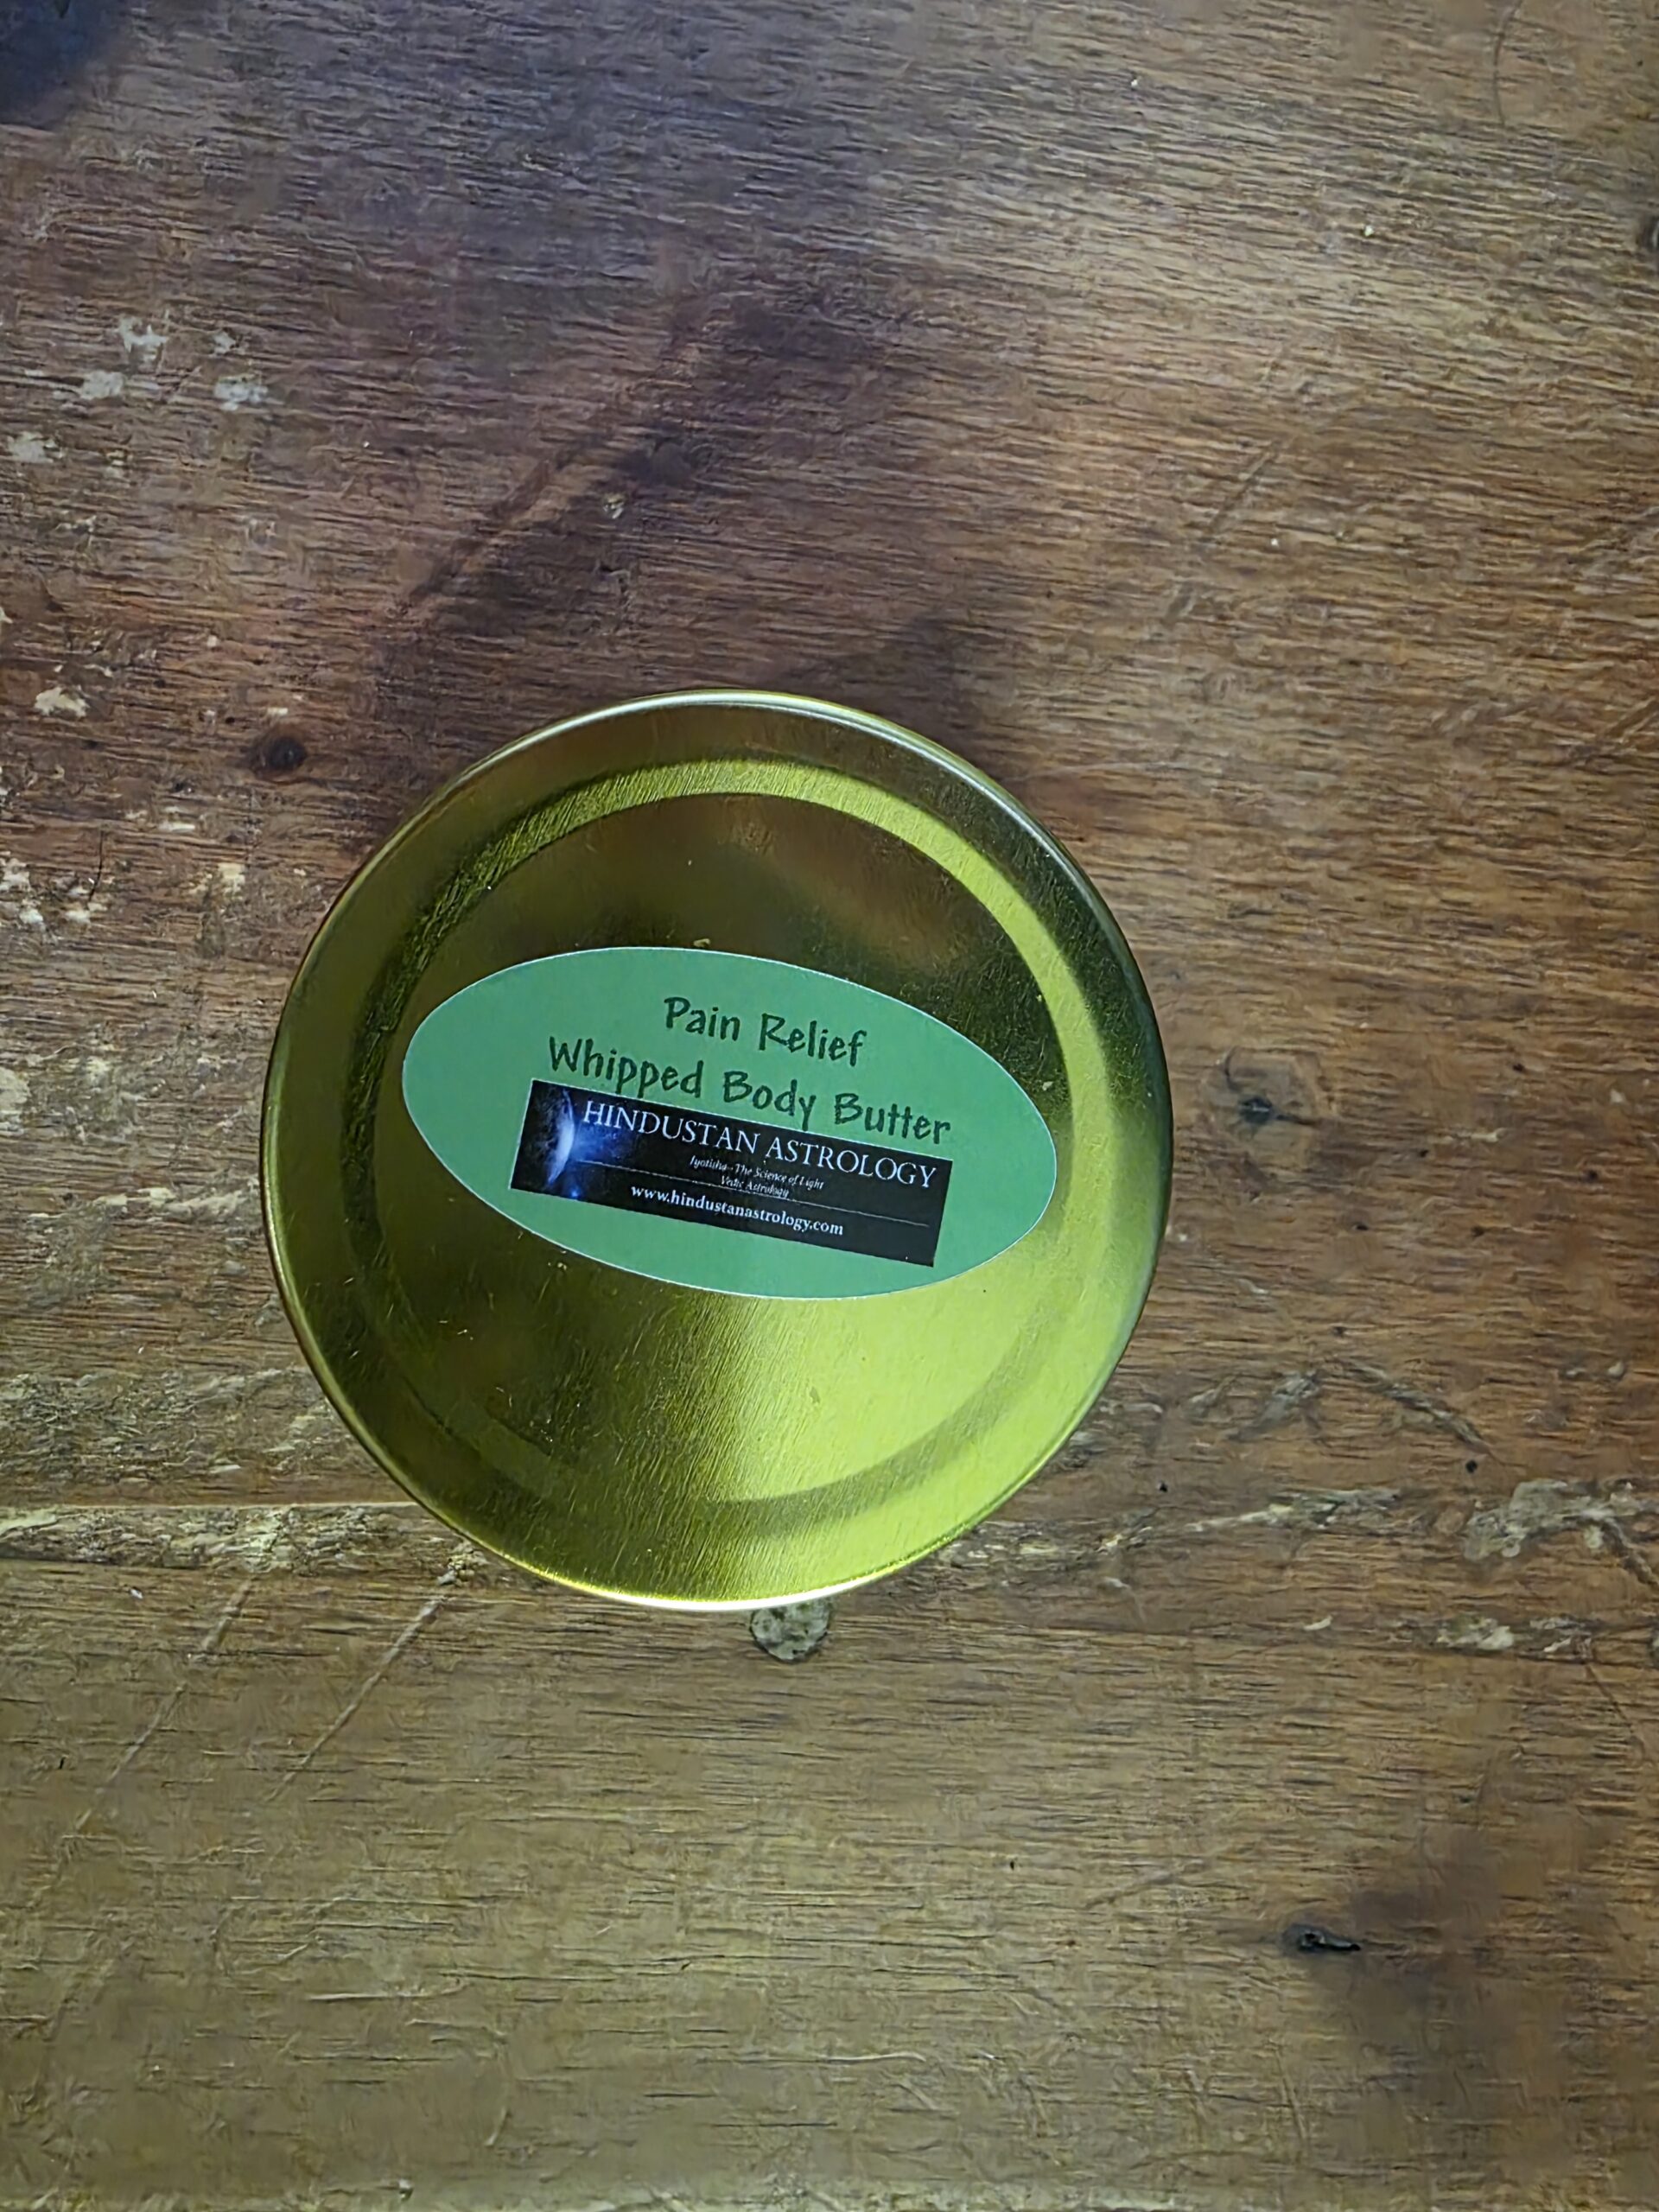 Pain Relief
Whipped Body Butter
HINDUSTAN ASTROLOGY
Jyotisha--The Science of Light
Vedic Astrology
www.hindustanastrology.com